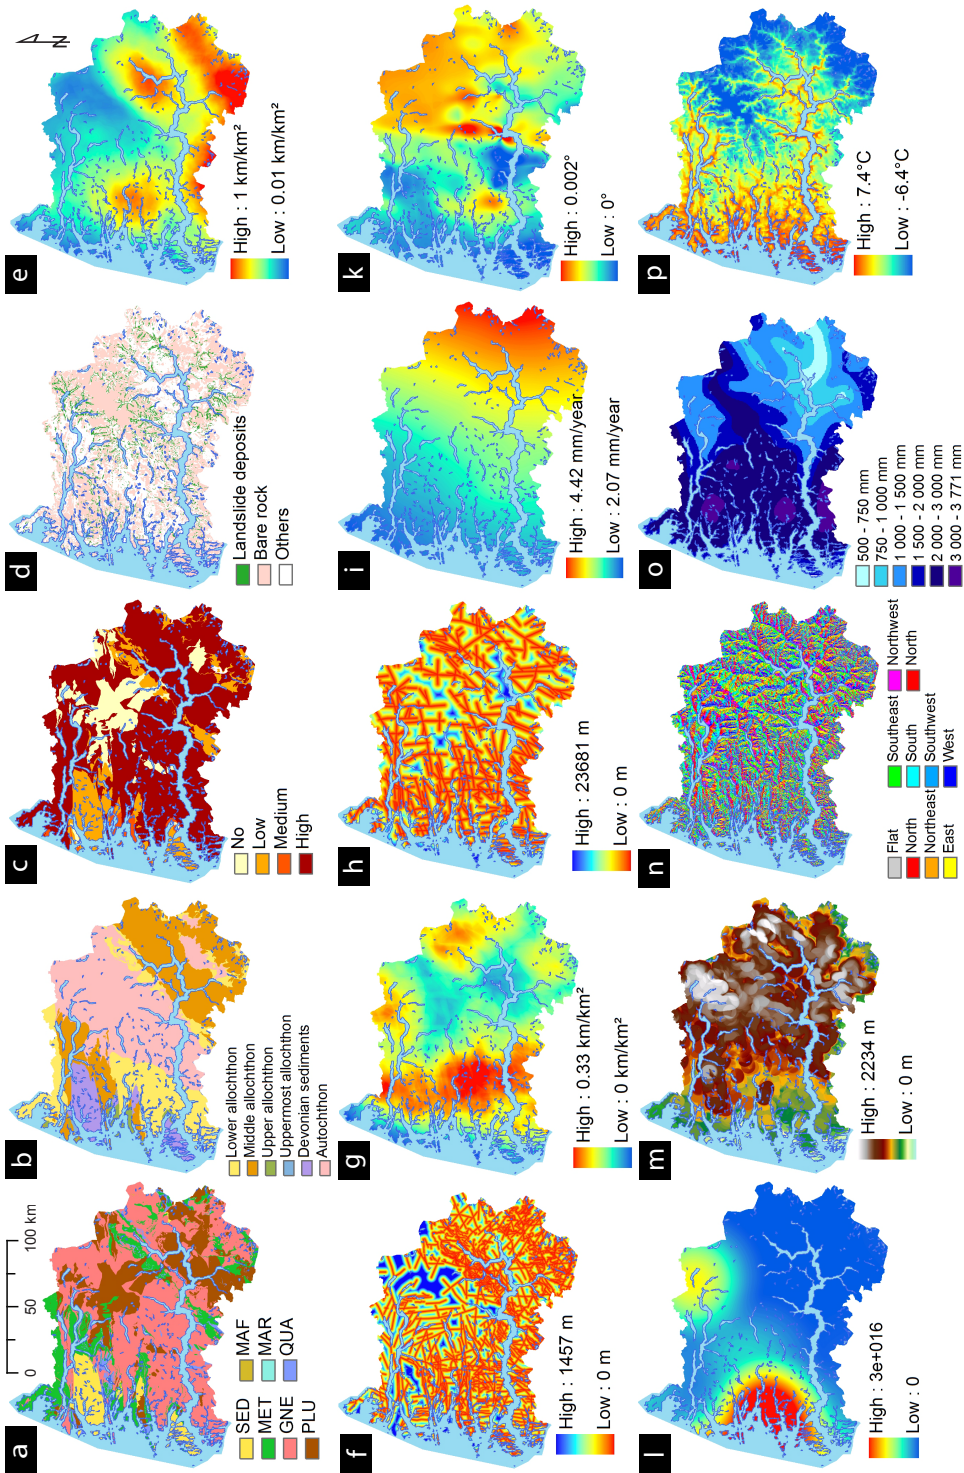 a
0 50 100 km
SED
MET
GNE
PLU
MAF
MAR
QUA
b
Lower allochthon
Middle allochthon
Upper allochthon
Uppermost allochthon
Devonian sediments
Autochthon
c
No
Low
Medium
High
d
Landslide deposits
Bare rock
Others
e
N
High : 1 km/km²
Low : 0.01 km/km²
f
High : 1457 m
Low : 0 m
g
High : 0.33 km/km²
Low : 0 km/km²
h
High : 23681 m
Low : 0 m
i
High : 4.42 mm/year
Low : 2.07 mm/year
k
High : 0.002°
Low : 0°
l
High : 3e+016
Low : 0
m
High : 2234 m
Low : 0 m
n
Flat
North
Northeast
East
Southeast
South
Southwest
West
Northwest
North
o
500 - 750 mm
750 - 1 000 mm
1 000 - 1 500 mm
1 500 - 2 000 mm
2 000 - 3 000 mm
3 000 - 3 771 mm
p
High : 7.4°C
Low : -6.4°C